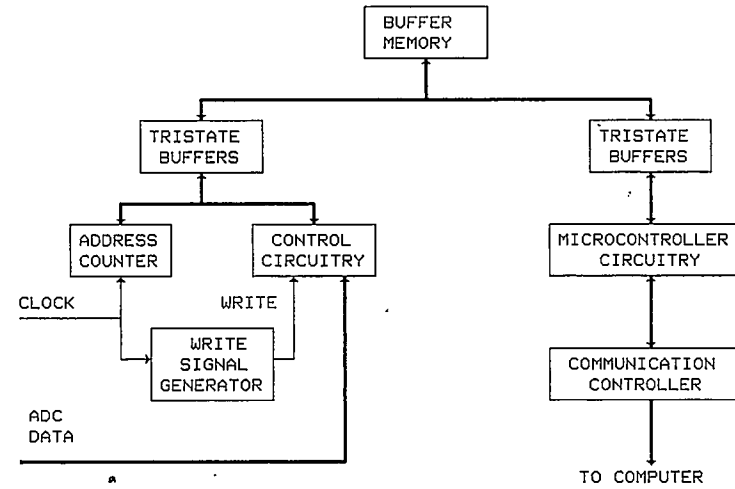 BUFFER
MEMORY
TRISTATE
BUFFERS
TRISTATE
BUFFERS
ADDRESS
COUNTER
CONTROL
CIRCUITRY
MICROCONTROLLER
CIRCUITRY
CLOCK
WRITE
WRITE
SIGNAL
GENERATOR
COMMUNICATION
CONTROLLER
ADC
DATA
TO COMPUTER